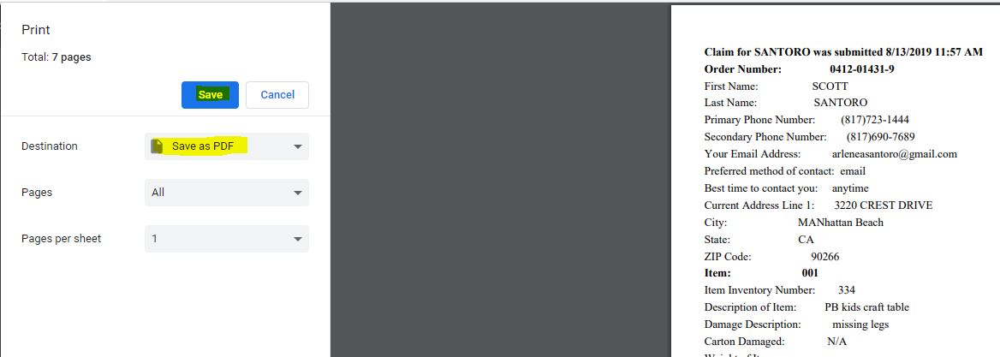 Print
Total: 7 pages
Save Cancel
Destination Save as PDF
Pages All
Pages per sheet 1
Claim for SANTORO was submitted 8/13/2019 11:57 AM
Order Number: 0412-01431-9
First Name: SCOTT
Last Name: SANTORO
Primary Phone Number: (817)723-1444
Secondary Phone Number: (817)690-7689
Your Email Address: arleneasantoro@gmail.com
Preferred method of contact: email
Best time to contact you: anytime
Current Address Line 1: 3220 CREST DRIVE
City: MANhattan Beach
State: CA
ZIP Code: 90266
Item: 001
Item Inventory Number: 334
Description of Item: PB kids craft table
Damage Description: missing legs
Carton Damaged: N/A